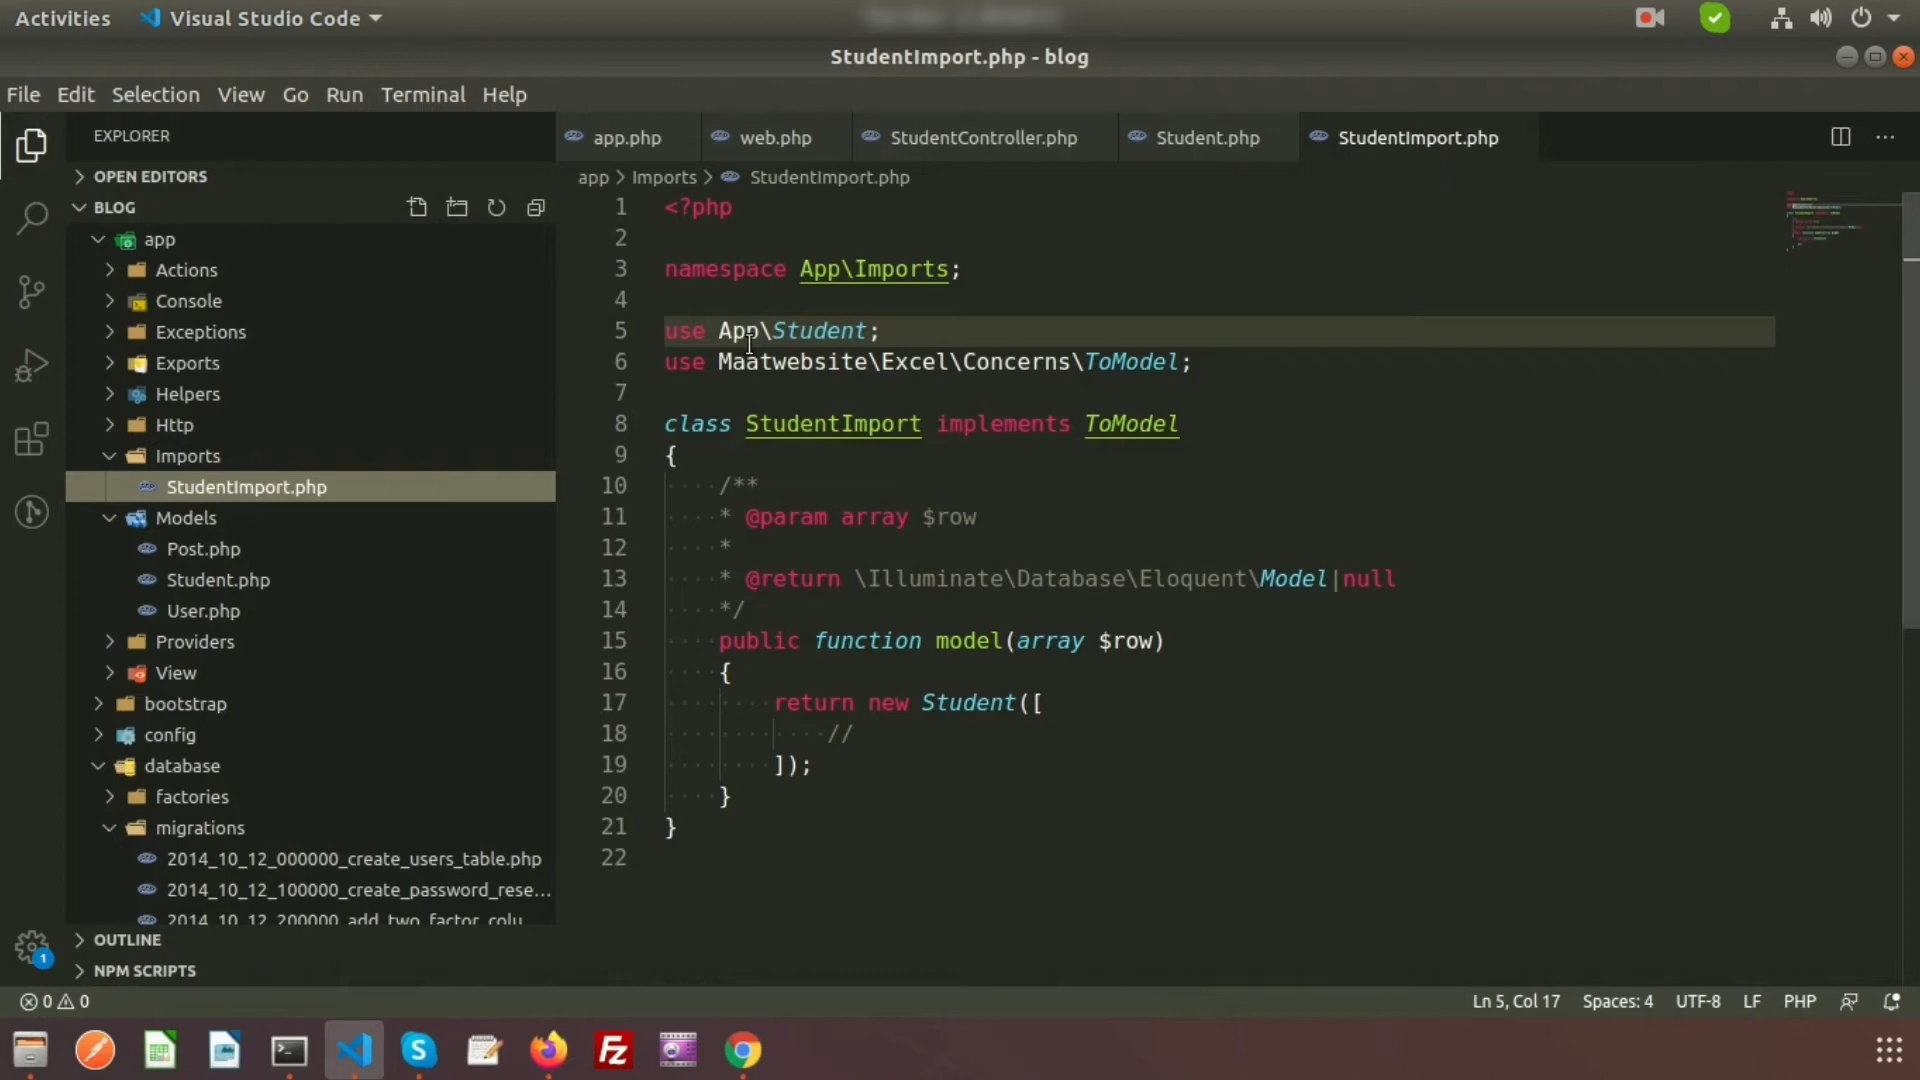 Activities
Visual Studio Code
StudentImport.php - blog
File Edit Selection View Go Run Terminal Help
EXPLORER
OPEN EDITORS
BLOG
app
Actions
Console
Exceptions
Exports
Helpers
Http
Imports
StudentImport.php
Models
Post.php
Student.php
User.php
Providers
View
bootstrap
config
database
factories
migrations
2014_10_12_000000_create_users_table.php
2014_10_12_100000_create_password_rese...
2014_10_12_200000_add_two_factor_colu
OUTLINE
NPM SCRIPTS
app.php web.php StudentController.php Student.php StudentImport.php
app > Imports > StudentImport.php
1 <?php
2
3 namespace App\Imports;
4
5 use App\Student;
6 use Maatwebsite\Excel\Concerns\ToModel;
7
8 class StudentImport implements ToModel
9 {
10 /**
11 * @param array $row
12 *
13 * @return \Illuminate\Database\Eloquent\Model|null
14 */
15 public function model(array $row)
16 {
17 return new Student([
18 //
19 ]);
20 }
21 }
22
1
0 0
Ln 5, Col 17 Spaces: 4 UTF-8 LF PHP
S
FZ